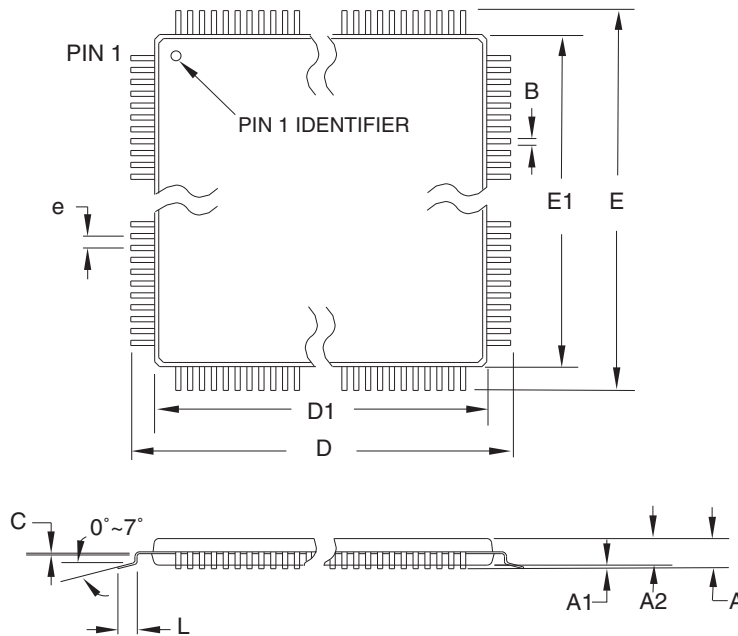 PIN 1
B
PIN 1 IDENTIFIER
e
E1
E
D1
D
C
0°~7°
L
A1
A2
A